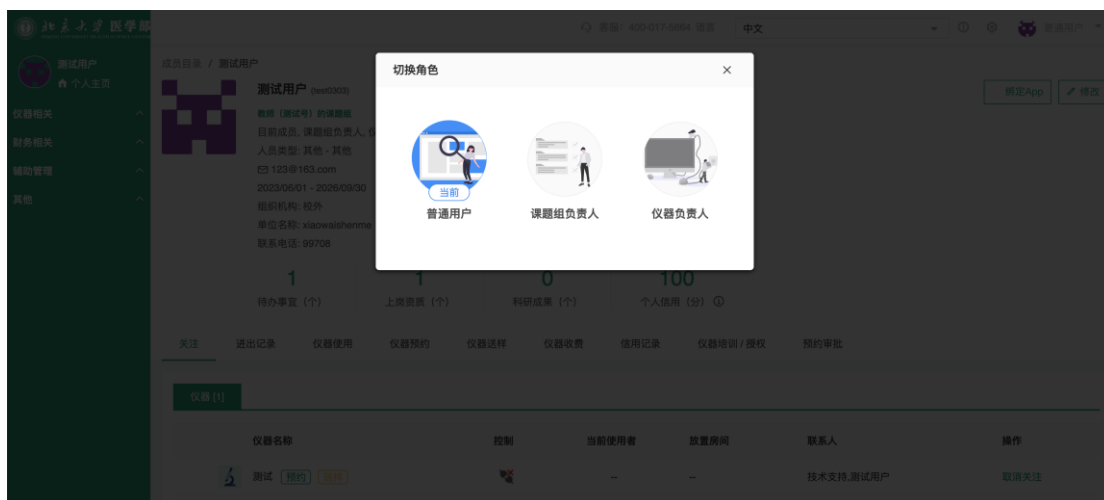 北京大学医学部
客服：400-017-5664
中文
普通用户
测试用户
个人主页
仪器相关
财务相关
辅助管理
其他
成员目录 / 测试用户
测试用户 (test0303)
绑定App
修改
教师（测试号）的课题组
目前成员, 课题组负责人,
人员类型: 其他 - 其他
123@163.com
2023/06/01 - 2026/09/30
组织机构: 校外
单位名称: xiaowaishenme
联系电话: 99708
切换角色
当前
普通用户
课题组负责人
仪器负责人
1
1
0
100
待办事宜（个）
上岗资质（个）
科研成果（个）
个人信用（分）
关注
进出记录
仪器使用
仪器预约
仪器送样
仪器收费
信用记录
仪器培训 / 授权
预约审批
仪器 [1]
仪器名称
控制
当前使用者
放置房间
联系人
操作
测试
预约
送样
--
--
技术支持,测试用户
取消关注